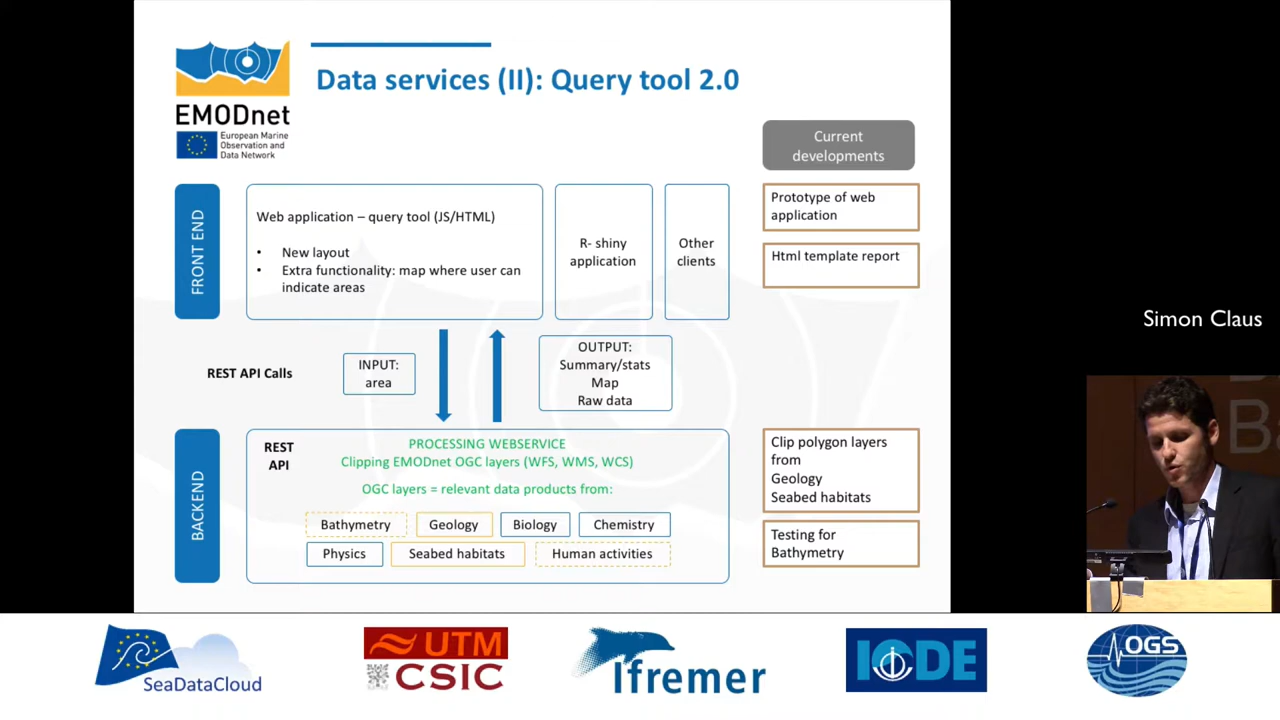 Data services (II): Query tool 2.0
EMODnet
European Marine
Observation and
Data Network
Current
developments
FRONT END
Web application – query tool (JS/HTML)
• New layout
• Extra functionality: map where user can
indicate areas
R- shiny
application
Other
clients
Prototype of web
application
Html template report
Simon Claus
REST API Calls
INPUT:
area
OUTPUT:
Summary/stats
Map
Raw data
BACKEND
REST
API
PROCESSING WEBSERVICE
Clipping EMODnet OGC layers (WFS, WMS, WCS)
OGC layers = relevant data products from:
Bathymetry
Geology
Biology
Chemistry
Physics
Seabed habitats
Human activities
Clip polygon layers
from
Geology
Seabed habitats
Testing for
Bathymetry
SeaDataCloud
UTM
CSIC
Ifremer
IODE
OGS